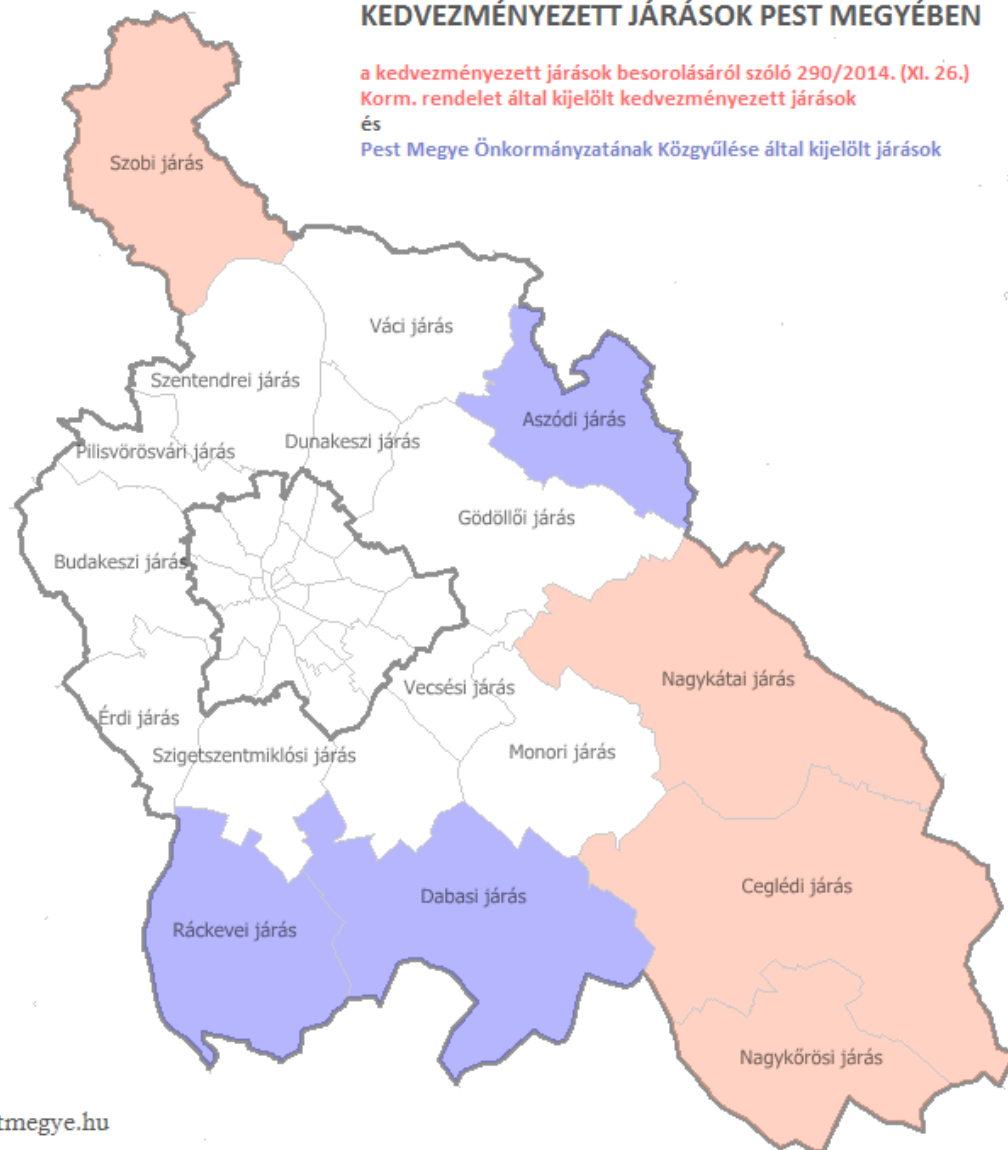 KEDVEZMÉNYEZETT JÁRÁSOK PEST MEGYÉBEN
a kedvezményezett járások besorolásáról szóló 290/2014. (XI. 26.)
Korm. rendelet által kijelölt kedvezményezett járások
és
Pest Megye Önkormányzatának Közgyűlése által kijelölt járások
Szobi járás
Váci járás
Szentendrei járás
Aszódi járás
Dunakeszi járás
Pilisvörösvári járás
Gödöllői járás
Budakeszi járás
Nagykátai járás
Vecsési járás
Érdi járás
Szigetszentmiklósi járás
Monori járás
Ceglédi járás
Dabasi járás
Ráckevei járás
Nagykőrösi járás
tmegye.hu